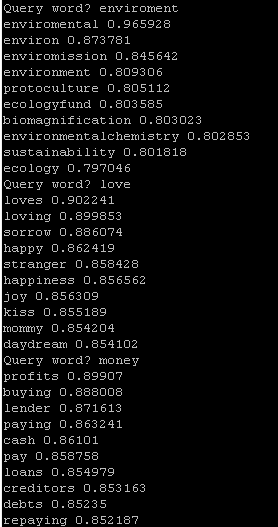 Query word? enviroment
enviromental 0.965928
environ 0.873781
enviromission 0.845642
environment 0.809306
protoculture 0.805112
ecologyfund 0.803585
biomagnification 0.803023
environmentalchemistry 0.802853
sustainability 0.801818
ecology 0.797046
Query word? love
loves 0.902241
loving 0.899853
sorrow 0.886074
happy 0.862419
stranger 0.858428
happiness 0.856562
joy 0.856309
kiss 0.855189
mommy 0.854204
daydream 0.854102
Query word? money
profits 0.89907
buying 0.888008
lender 0.871613
paying 0.863241
cash 0.86101
pay 0.858758
loans 0.854979
creditors 0.853163
debts 0.85235
repaying 0.852187